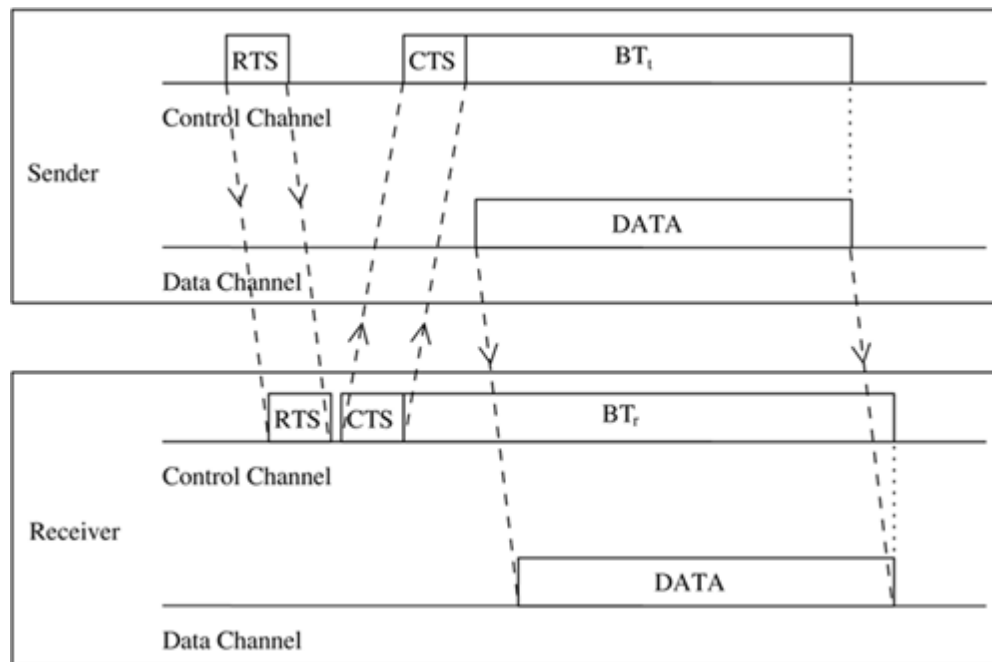 RTS
CTS
BTt
Control Channel
Sender
DATA
Data Channel
RTS
CTS
BTr
Control Channel
Receiver
DATA
Data Channel